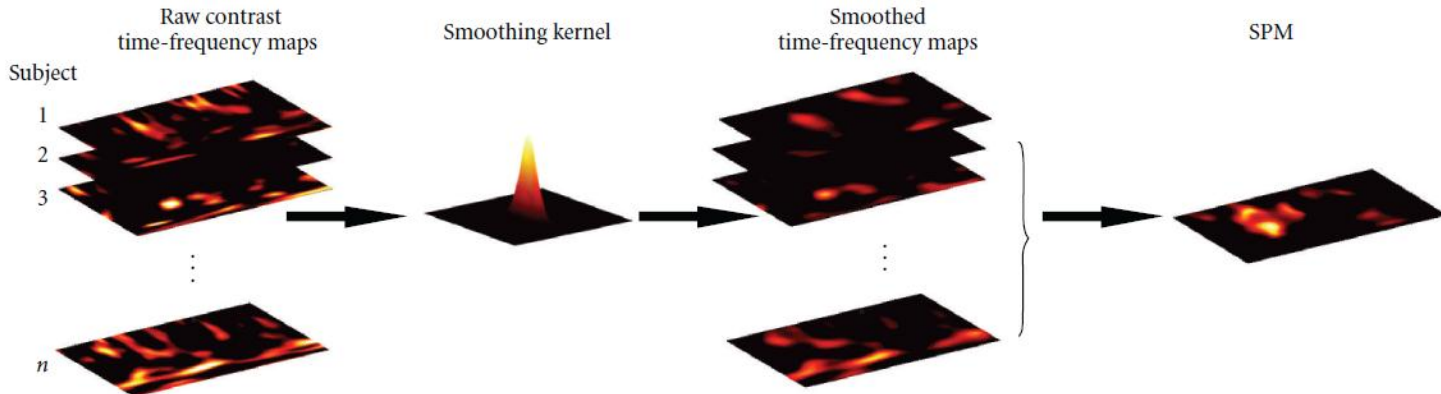 Raw contrast
time-frequency maps
Smoothing kernel
Smoothed
time-frequency maps
SPM
Subject
1
2
3
n